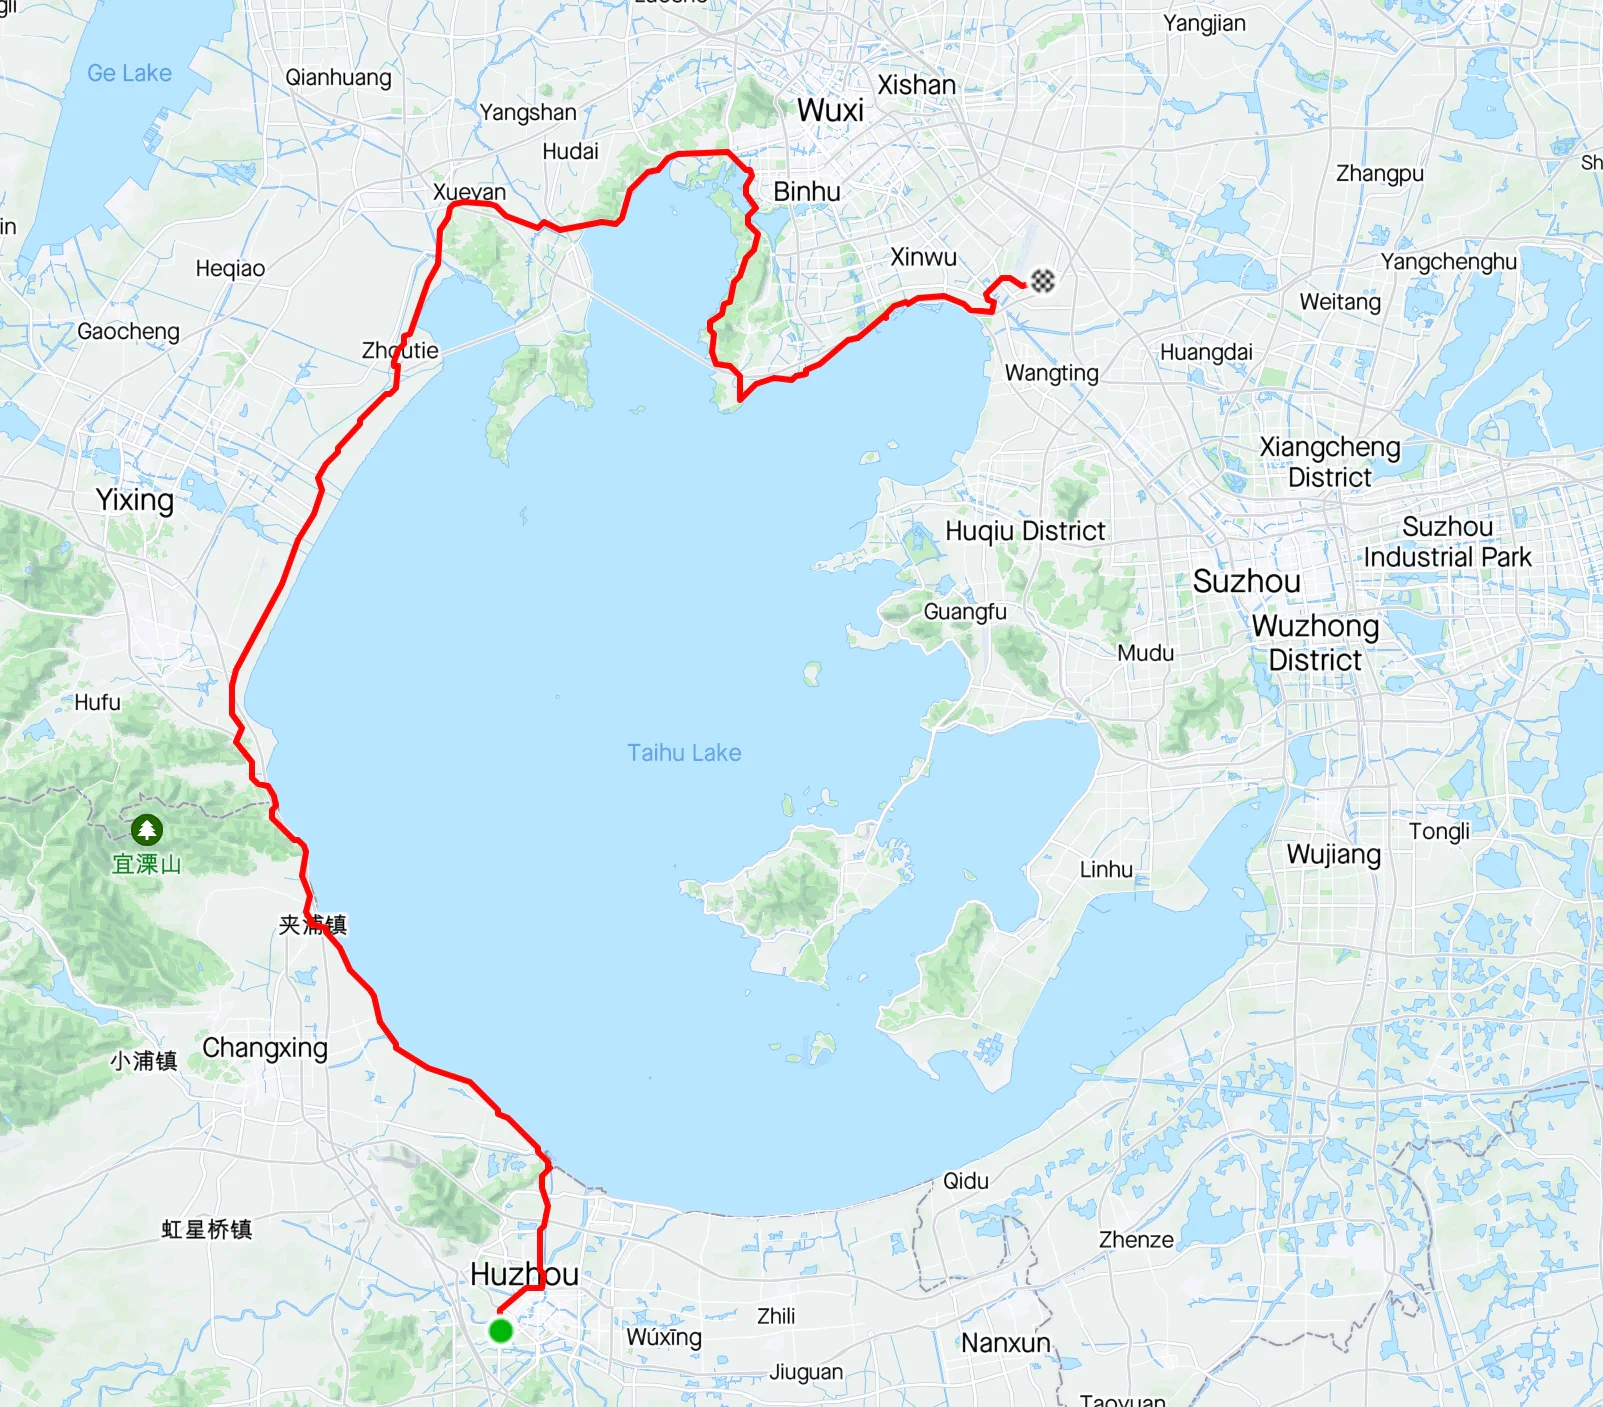 Yangjian
Ge Lake
Qianhuang
Xishan
Yangshan
Wuxi
Hudai
Zhangpu
Xueyan
Binhu
in
Heqiao
Xinwu
Yangchenghu
Weitang
Gaocheng
Zhoutie
Huangdai
Wangting
Xiangcheng
District
Yixing
Huqiu District
Suzhou
Industrial Park
Suzhou
Guangfu
Wuzhong
District
Mudu
Hufu
Taihu Lake
Tongli
Wujiang
宜溧山
Linhu
夹浦镇
Changxing
小浦镇
Qidu
虹星桥镇
Zhenze
Huzhou
Zhili
Wúxīng
Nanxun
Jiuguan
Taoyuan